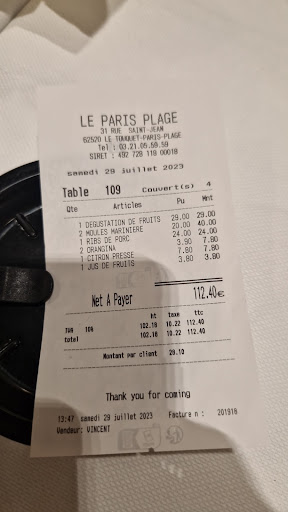 LE PARIS PLAGE
31 RUE SAINT-JEAN
62520 LE TOUQUET-PARIS-PLAGE
Tel : 03.21.05.59.59
SIRET : 492 728 118 00018
samedi 29 juillet 2023
Table 109 Couvert(s) 4
Qte Articles Pu Mnt
1 DEGUSTATION DE FRUITS 29.00 29.00
2 MOULES MARINIERE 20.00 40.00
1 RIBS DE PORC 24.00 24.00
2 ORANGINA 3.90 7.80
1 CITRON PRESSE 7.80 7.80
1 JUS DE FRUITS 3.80 3.80
Net A Payer 112.40€
ht taxe ttc
TVA 10% 102.18 10.22 112.40
total 102.18 10.22 112.40
Montant par client 28.10
Thank you for coming
13:47 samedi 29 juillet 2023 Facture n : 201916
Vendeur: VINCENT